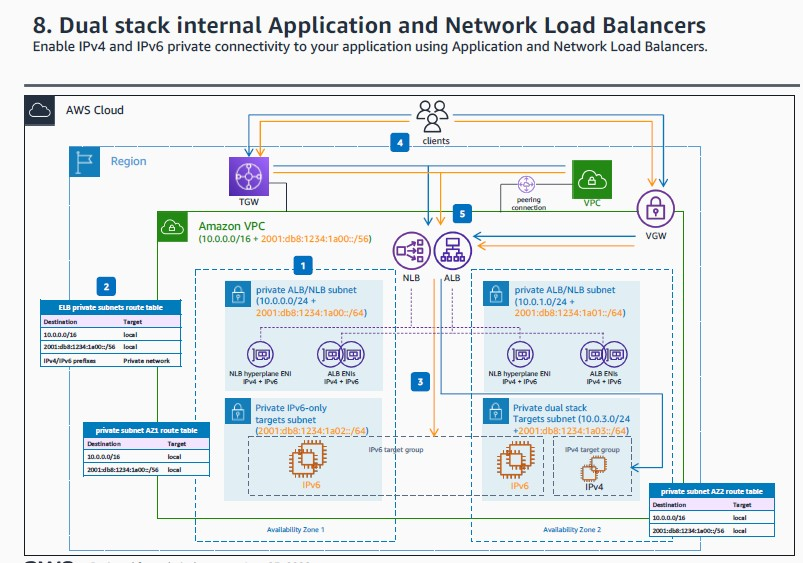 8. Dual stack internal Application and Network Load Balancers
Enable IPv4 and IPv6 private connectivity to your application using Application and Network Load Balancers.
AWS Cloud
clients
4
Region
TGW
peering
connection
VPC
VGW
5
Amazon VPC
(10.0.0.0/16 + 2001:db8:1234:1a00::/56)
NLB
ALB
1
2
ELB private subnets route table
Destination Target
10.0.0.0/16 local
2001:db8:1234:1a00::/56 local
IPv4/IPv6 prefixes Private network
private ALB/NLB subnet
(10.0.0.0/24 +
2001:db8:1234:1a00::/64)
NLB hyperplane ENI
IPv4 + IPv6
ALB ENIs
IPv4 + IPv6
private ALB/NLB subnet
(10.0.1.0/24 +
2001:db8:1234:1a01::/64)
NLB hyperplane ENI
IPv4 + IPv6
ALB ENIs
IPv4 + IPv6
3
Private IPv6-only
targets subnet
(2001:db8:1234:1a02::/64)
IPv6 target group
IPv6
Private dual stack
Targets subnet (10.0.3.0/24
+2001:db8:1234:1a03::/64)
IPv6
IPv4 target group
IPv4
private subnet AZ1 route table
Destination Target
10.0.0.0/16 local
2001:db8:1234:1a00::/56 local
private subnet AZ2 route table
Destination Target
10.0.0.0/16 local
2001:db8:1234:1a00::/56 local
Availability Zone 1
Availability Zone 2